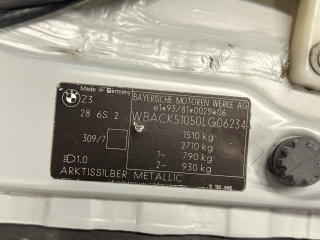 Made in Germany
BAYERISCHE MOTOREN WERKE AG
Z3
e1*93/81*0029*06
28 6S 2
WBACK51050LG06234
309/7
1510 kg
2710 kg
1- 790 kg
2- 930 kg
1.0
ARKTISSILBER METALLIC